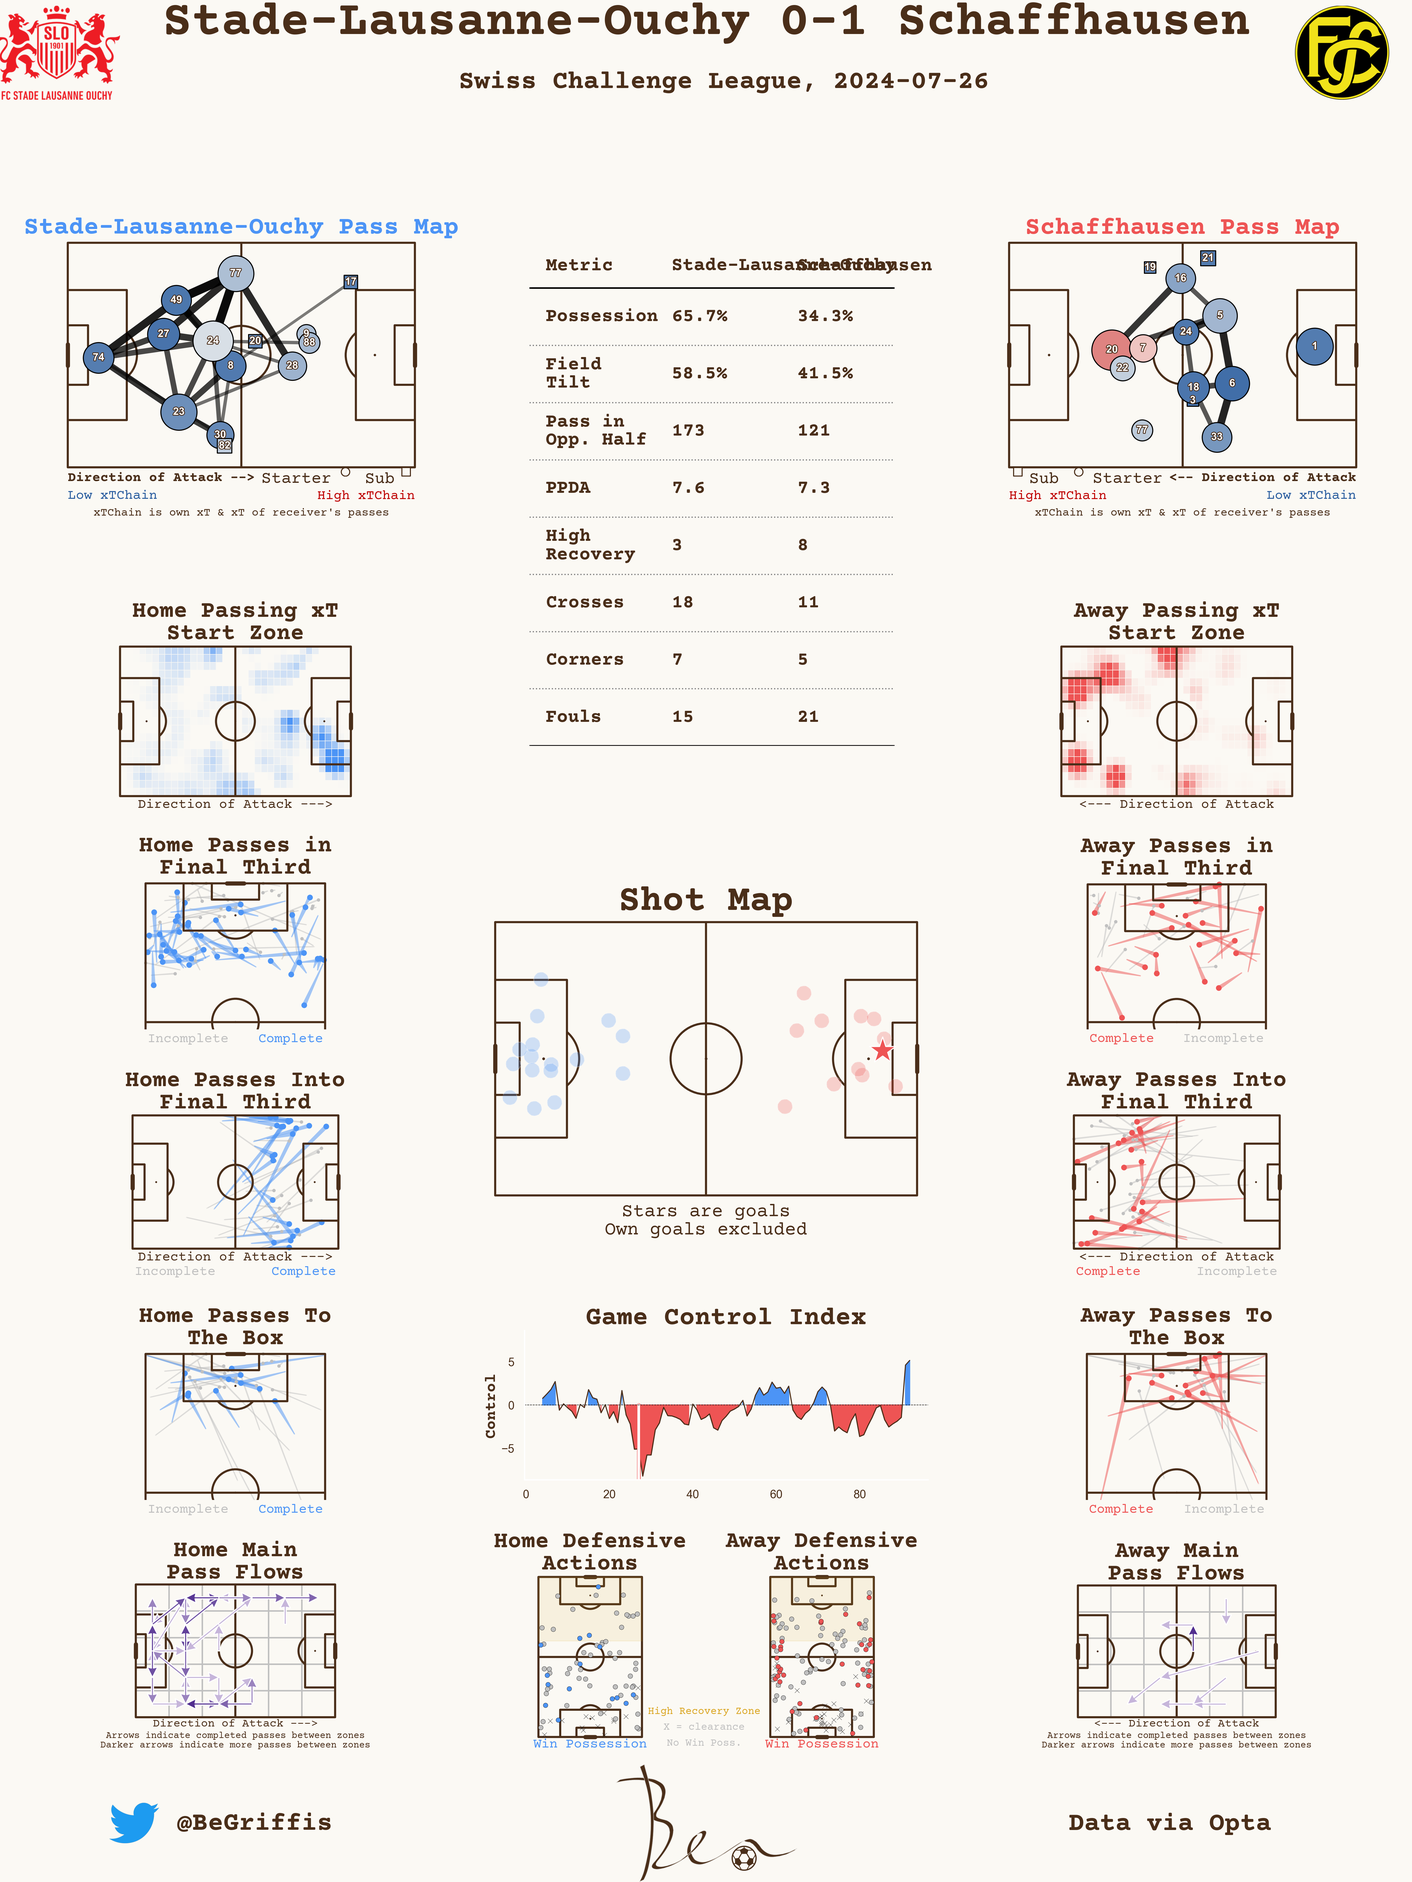 Stade-Lausanne-Ouchy 0-1 Schaffhausen
Swiss Challenge League, 2024-07-26
SLO
1901
FC STADE LAUSANNE OUCHY
FCS
Stade-Lausanne-Ouchy Pass Map
77
17
49
27
24
20
9
88
74
8
28
23
30
82
Direction of Attack --> Starter Sub
Low xTChain High xTChain
xTChain is own xT & xT of receiver's passes
Metric Stade-Lausanne-Ouchy Schaffhausen
Possession 65.7% 34.3%
Field
Tilt 58.5% 41.5%
Pass in
Opp. Half 173 121
PPDA 7.6 7.3
High
Recovery 3 8
Crosses 18 11
Corners 7 5
Fouls 15 21
Schaffhausen Pass Map
19
21
16
5
24
20
7
1
22
18
6
3
77
33
Sub Starter <-- Direction of Attack
High xTChain Low xTChain
xTChain is own xT & xT of receiver's passes
Home Passing xT
Start Zone
Direction of Attack --->
Away Passing xT
Start Zone
<--- Direction of Attack
Home Passes in
Final Third
Incomplete Complete
Away Passes in
Final Third
Complete Incomplete
Shot Map
Stars are goals
Own goals excluded
Home Passes Into
Final Third
Direction of Attack --->
Incomplete Complete
Away Passes Into
Final Third
<--- Direction of Attack
Complete Incomplete
Home Passes To
The Box
Incomplete Complete
Game Control Index
Control
5
0
−5
0 20 40 60 80
Away Passes To
The Box
Complete Incomplete
Home Main
Pass Flows
Direction of Attack --->
Arrows indicate completed passes between zones
Darker arrows indicate more passes between zones
Home Defensive
Actions
Win Possession
High Recovery Zone
X = clearance
No Win Poss.
Away Defensive
Actions
Win Possession
Away Main
Pass Flows
<--- Direction of Attack
Arrows indicate completed passes between zones
Darker arrows indicate more passes between zones
@BeGriffis
Ben
Data via Opta